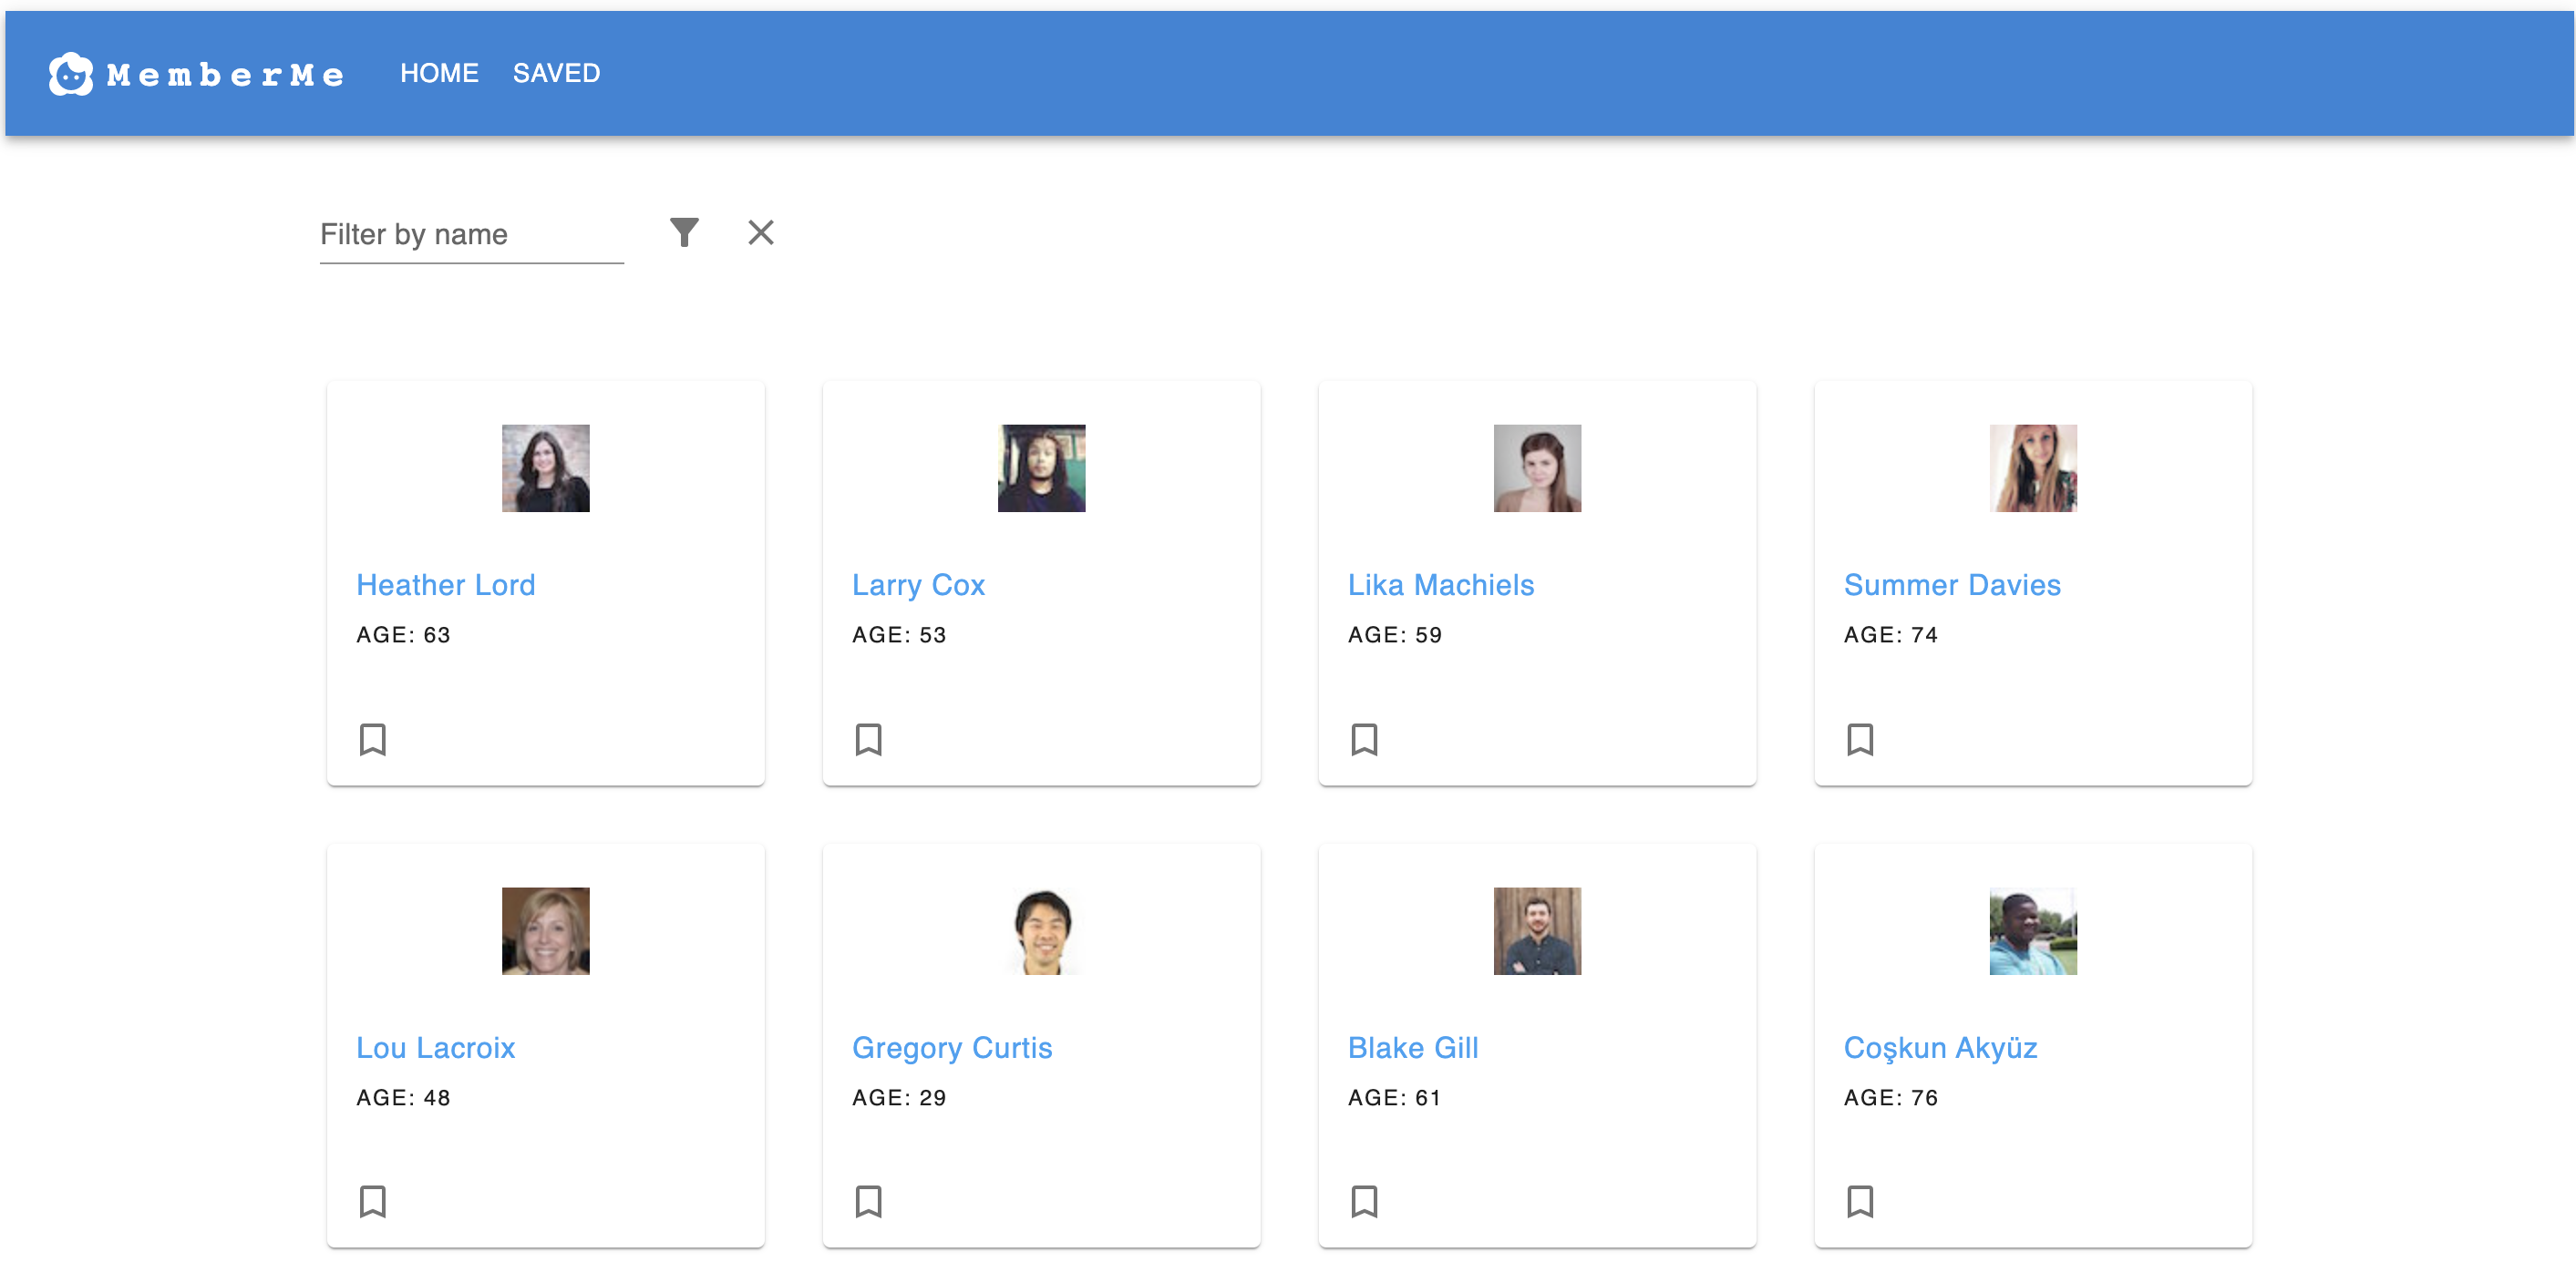 MemberMe HOME SAVED
Filter by name
Heather Lord
AGE: 63
Larry Cox
AGE: 53
Lika Machiels
AGE: 59
Summer Davies
AGE: 74
Lou Lacroix
AGE: 48
Gregory Curtis
AGE: 29
Blake Gill
AGE: 61
Coşkun Akyüz
AGE: 76